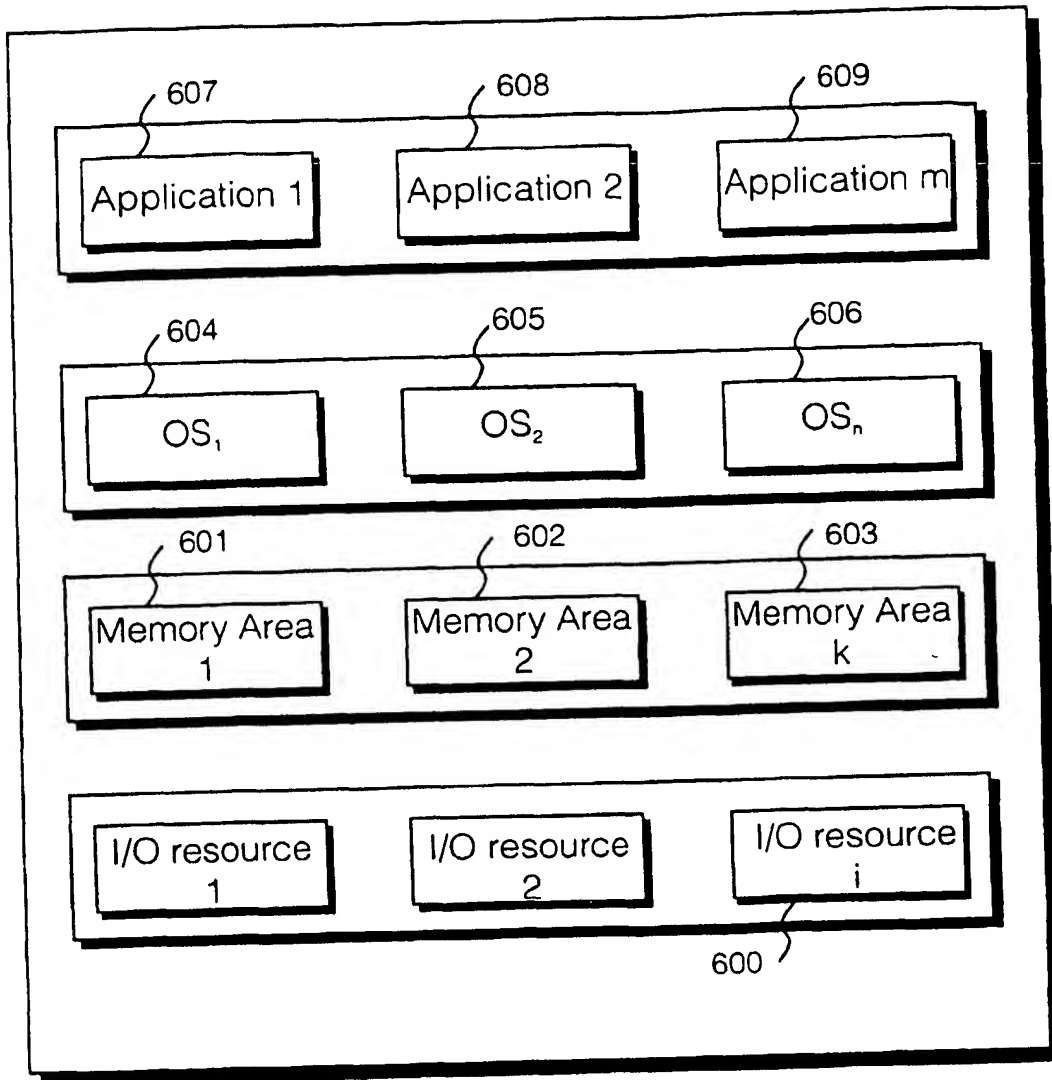 607
608
609
Application 1
Application 2
Application m
604
605
606
OS₁
OS₂
OSₙ
601
602
603
Memory Area
1
Memory Area
2
Memory Area
k
I/O resource
1
I/O resource
2
I/O resource
i
600